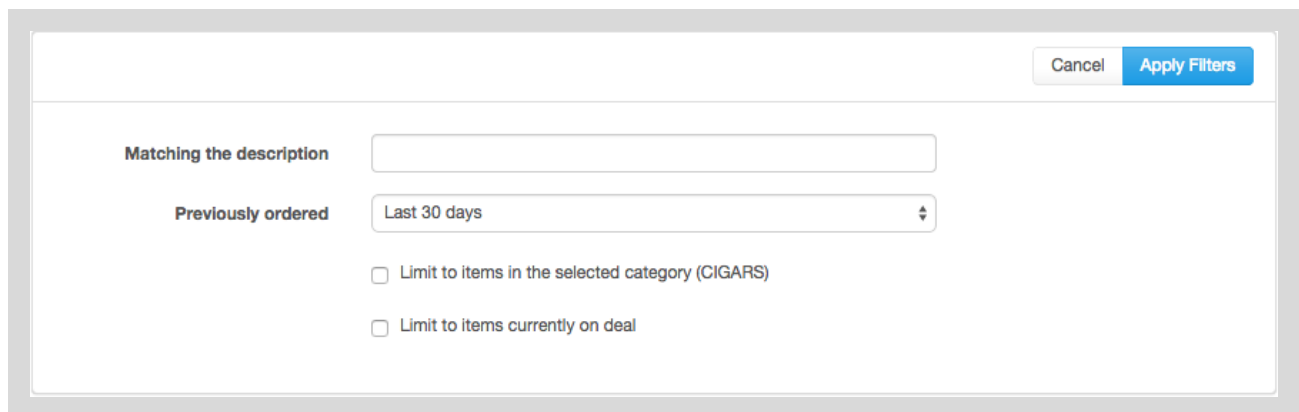 Cancel
Apply Filters
Matching the description
Previously ordered
Last 30 days
Limit to items in the selected category (CIGARS)
Limit to items currently on deal